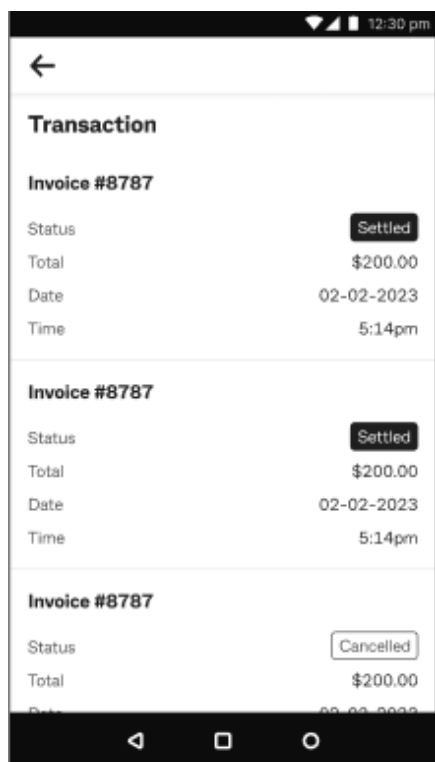 12:30 pm
Transaction
Invoice #8787
Status Settled
Total $200.00
Date 02-02-2023
Time 5:14pm
Invoice #8787
Status Settled
Total $200.00
Date 02-02-2023
Time 5:14pm
Invoice #8787
Status Cancelled
Total $200.00